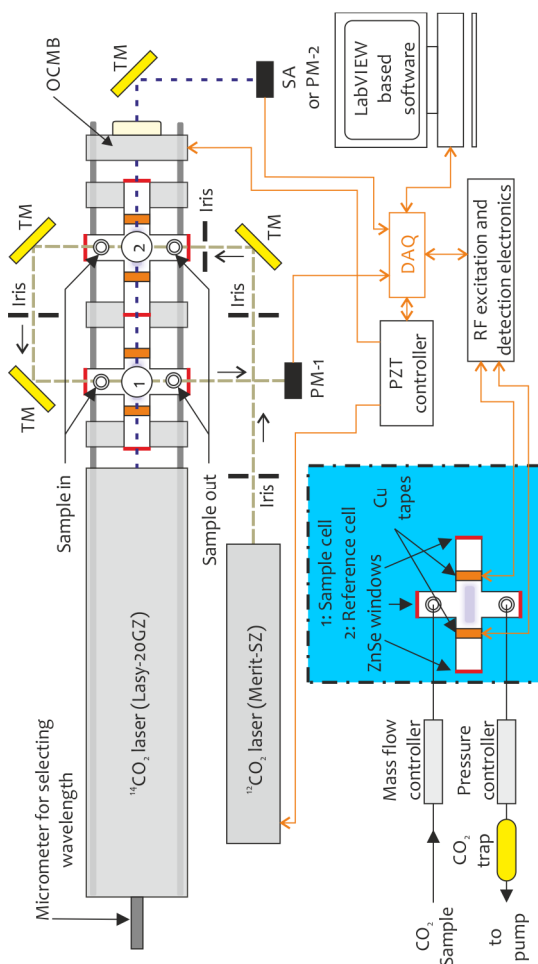 Micrometer for selecting
wavelength
¹⁴CO₂ laser (Lasy-20GZ)
Sample in
Sample out
TM
Iris
TM
1
2
Iris
OCMB
TM
SA
or PM-2
LabVIEW
based
software
¹²CO₂ laser (Merit-SZ)
Iris
Iris
TM
PM-1
DAQ
PZT
controller
RF excitation and
detection electronics
1: Sample cell
2: Reference cell
ZnSe windows
Cu
tapes
Mass flow
controller
Pressure
controller
CO₂
Sample
CO₂
trap
to
pump